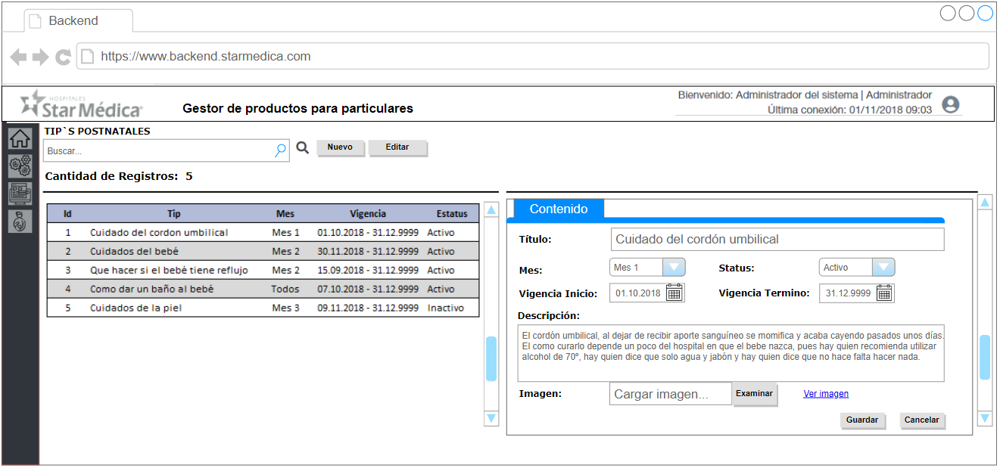 Backend
https://www.backend.starmedica.com
HOSPITALES
Star Médica
Gestor de productos para particulares
Bienvenido: Administrador del sistema | Administrador
Última conexión: 01/11/2018 09:03
TIP`S POSTNATALES
Buscar...
Nuevo
Editar
Cantidad de Registros: 5
Id Tip Mes Vigencia Estatus
1 Cuidado del cordon umbilical Mes 1 01.10.2018 - 31.12.9999 Activo
2 Cuidados del bebé Mes 2 30.11.2018 - 31.12.9999 Activo
3 Que hacer si el bebé tiene reflujo Mes 2 15.09.2018 - 31.12.9999 Activo
4 Como dar un baño al bebé Todos 07.10.2018 - 31.12.9999 Activo
5 Cuidados de la piel Mes 3 09.11.2018 - 31.12.9999 Inactivo
Contenido
Título: Cuidado del cordón umbilical
Mes: Mes 1 Status: Activo
Vigencia Inicio: 01.10.2018 Vigencia Termino: 31.12.9999
Descripción:
El cordón umbilical, al dejar de recibir aporte sanguíneo se momifica y acaba cayendo pasados unos días.
El como curarlo depende un poco del hospital en que el bebe nazca, pues hay quien recomienda utilizar
alcohol de 70º, hay quien dice que solo agua y jabón y hay quien dice que no hace falta hacer nada.
Imagen: Cargar imagen... Examinar Ver imagen
Guardar Cancelar